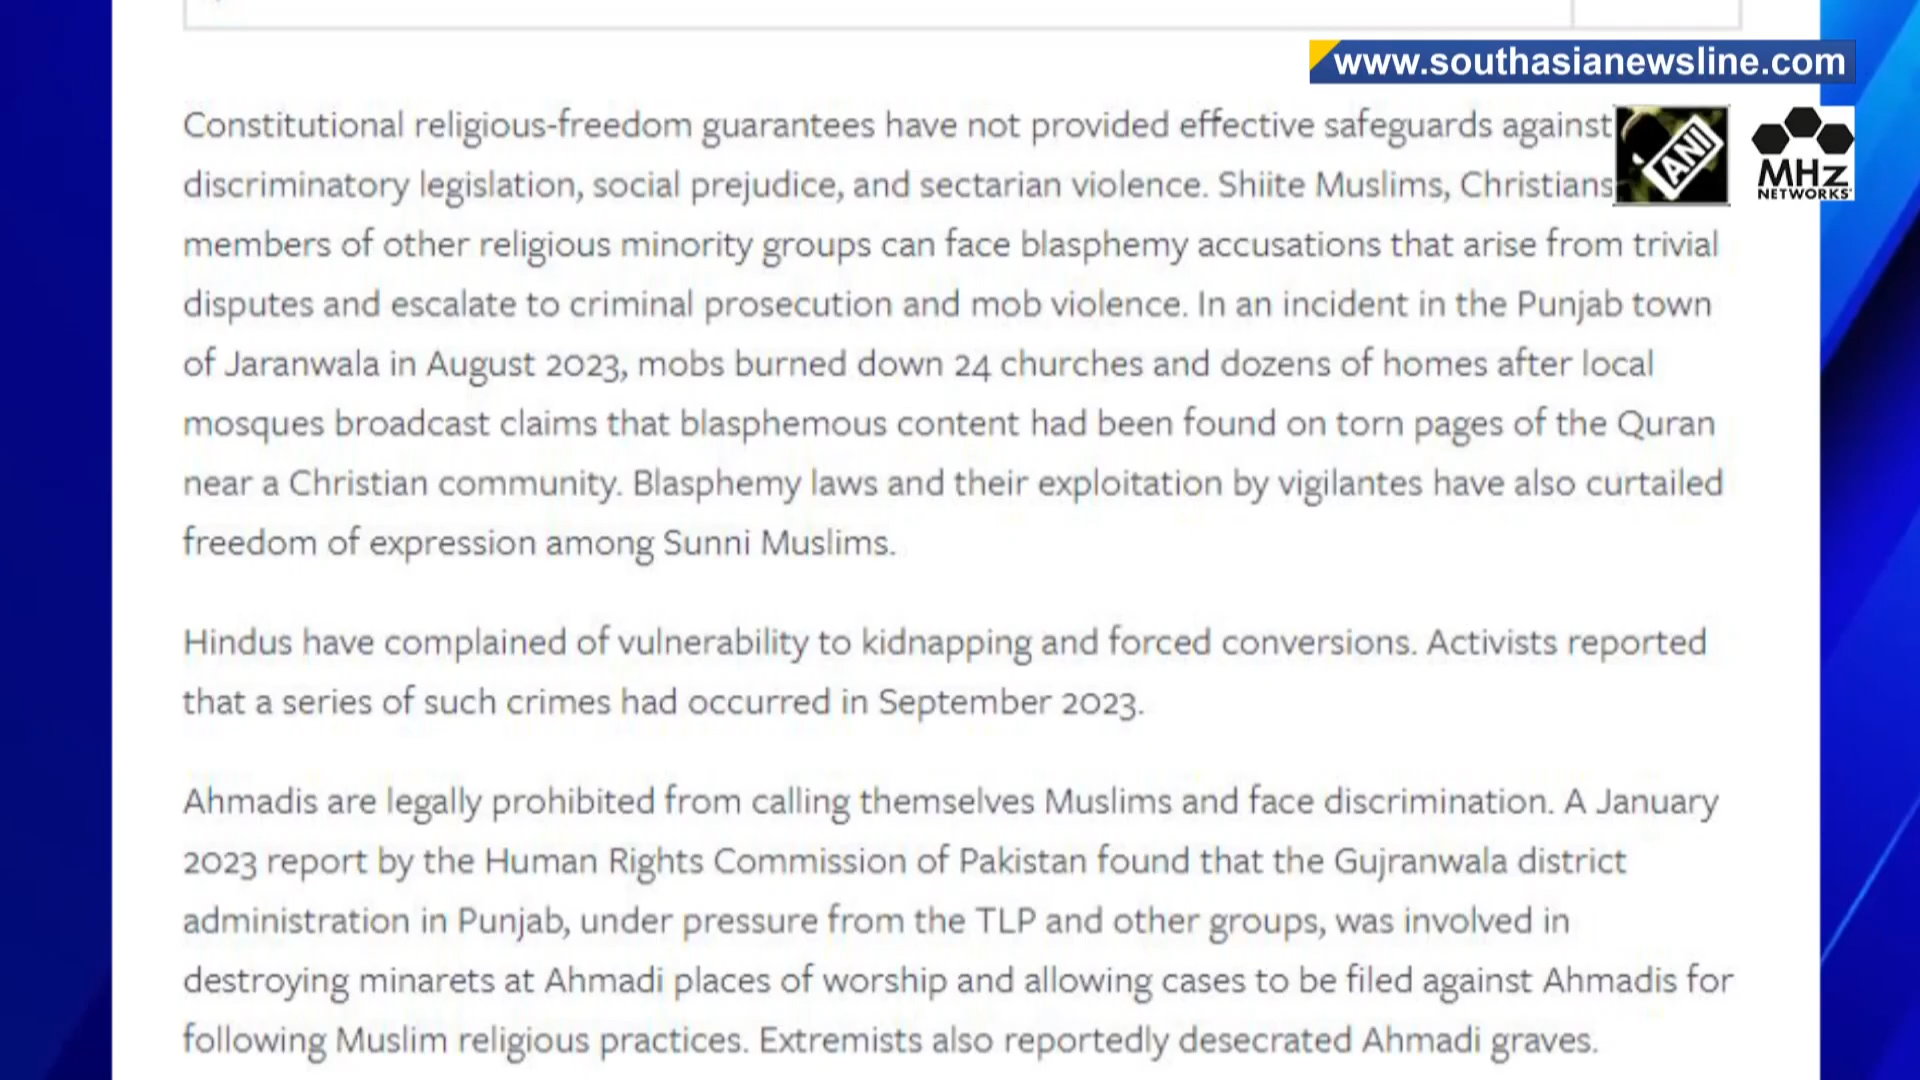 www.southasianewsline.com
ANI
MHz
NETWORKS
Constitutional religious-freedom guarantees have not provided effective safeguards against
discriminatory legislation, social prejudice, and sectarian violence. Shiite Muslims, Christians
members of other religious minority groups can face blasphemy accusations that arise from trivial
disputes and escalate to criminal prosecution and mob violence. In an incident in the Punjab town
of Jaranwala in August 2023, mobs burned down 24 churches and dozens of homes after local
mosques broadcast claims that blasphemous content had been found on torn pages of the Quran
near a Christian community. Blasphemy laws and their exploitation by vigilantes have also curtailed
freedom of expression among Sunni Muslims.
Hindus have complained of vulnerability to kidnapping and forced conversions. Activists reported
that a series of such crimes had occurred in September 2023.
Ahmadis are legally prohibited from calling themselves Muslims and face discrimination. A January
2023 report by the Human Rights Commission of Pakistan found that the Gujranwala district
administration in Punjab, under pressure from the TLP and other groups, was involved in
destroying minarets at Ahmadi places of worship and allowing cases to be filed against Ahmadis for
following Muslim religious practices. Extremists also reportedly desecrated Ahmadi graves.